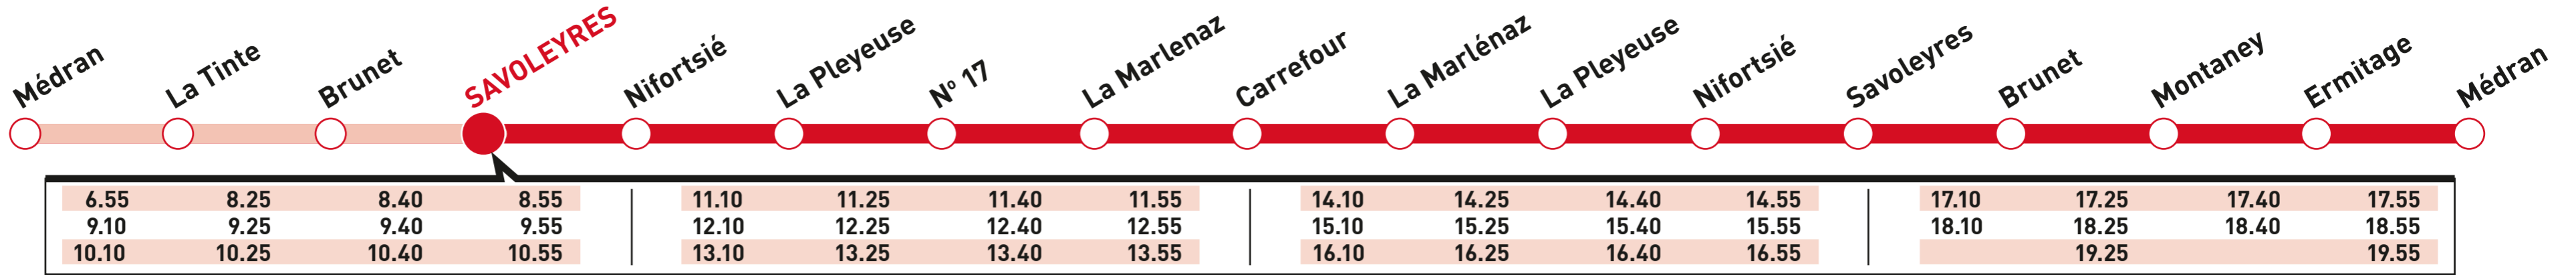 Médran
La Tinte
Brunet
SAVOLEYRES
Nifortsié
La Pleyeuse
Nº 17
La Marlenaz
Carrefour
La Marlénaz
La Pleyeuse
Nifortsié
Savoleyres
Brunet
Montaney
Ermitage
Médran
6.55 8.25 8.40 8.55 11.10 11.25 11.40 11.55 14.10 14.25 14.40 14.55 17.10 17.25 17.40 17.55
9.10 9.25 9.40 9.55 12.10 12.25 12.40 12.55 15.10 15.25 15.40 15.55 18.10 18.25 18.40 18.55
10.10 10.25 10.40 10.55 13.10 13.25 13.40 13.55 16.10 16.25 16.40 16.55 19.25 19.55